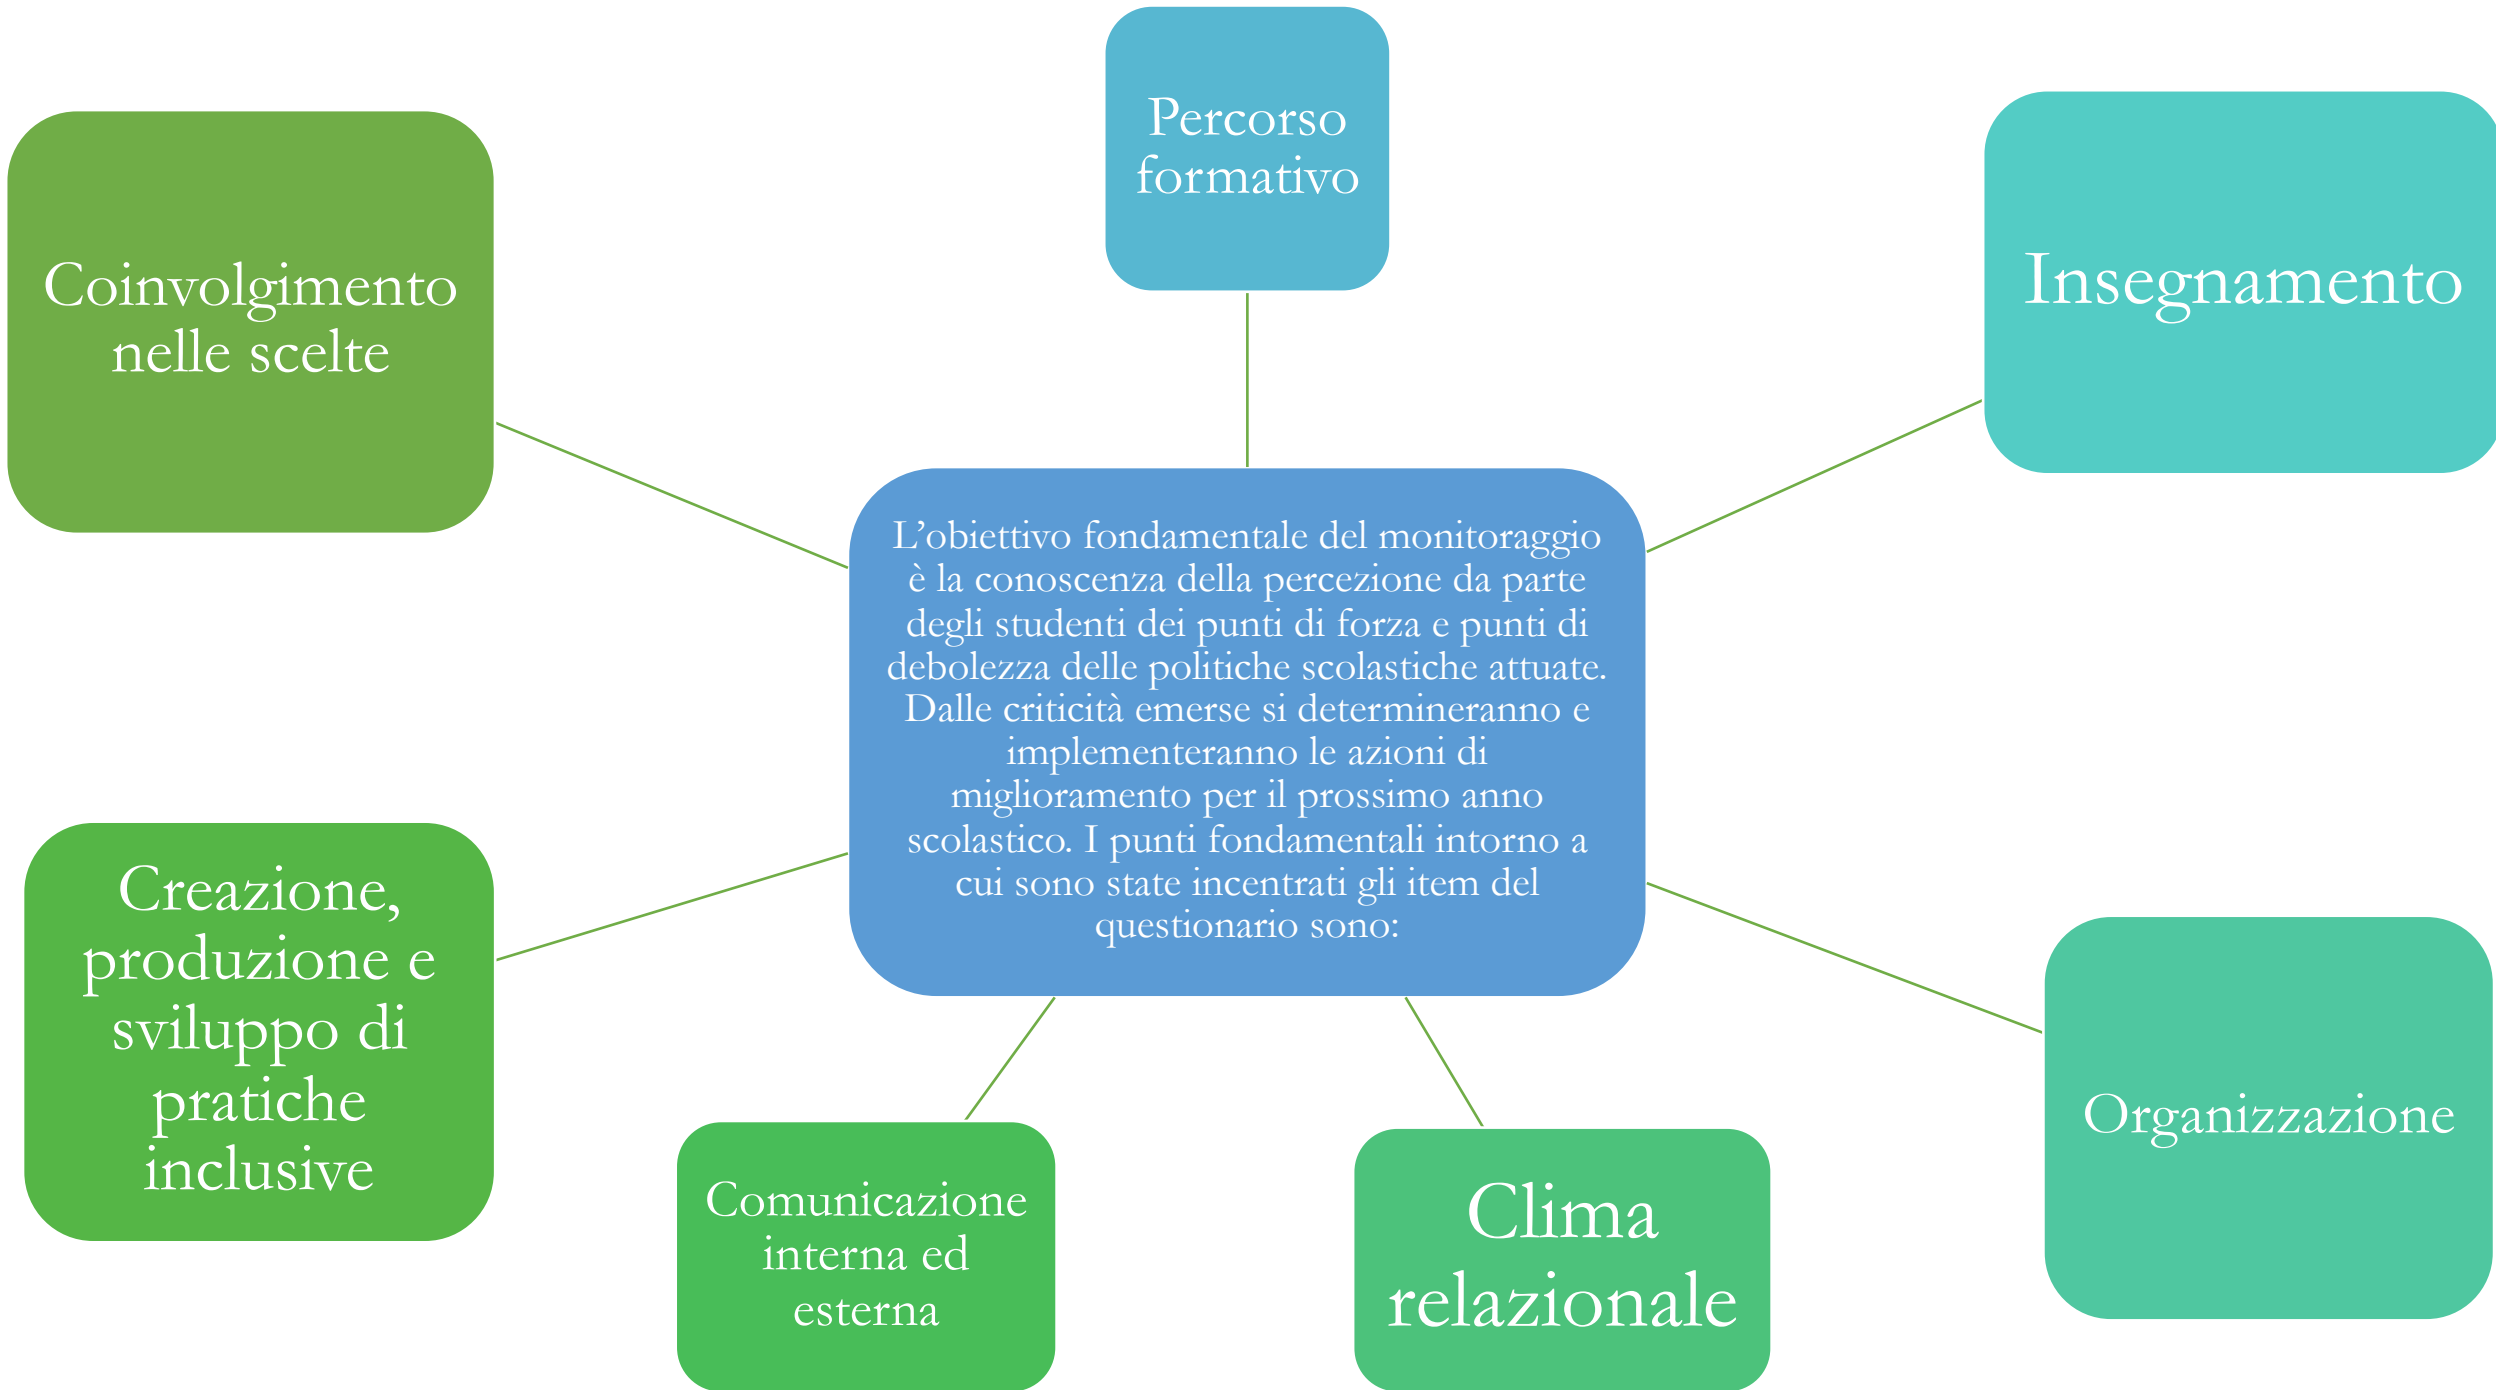 Percorso
formativo
Insegnamento
Coinvolgimento
nelle scelte
L'obiettivo fondamentale del monitoraggio
è la conoscenza della percezione da parte
degli studenti dei punti di forza e punti di
debolezza delle politiche scolastiche attuate.
Dalle criticità emerse si determineranno e
implementeranno le azioni di
miglioramento per il prossimo anno
scolastico. I punti fondamentali intorno a
cui sono state incentrati gli item del
questionario sono:
Creazione,
produzione e
sviluppo di
pratiche
inclusive
Organizzazione
Comunicazione
interna ed
esterna
Clima
relazionale